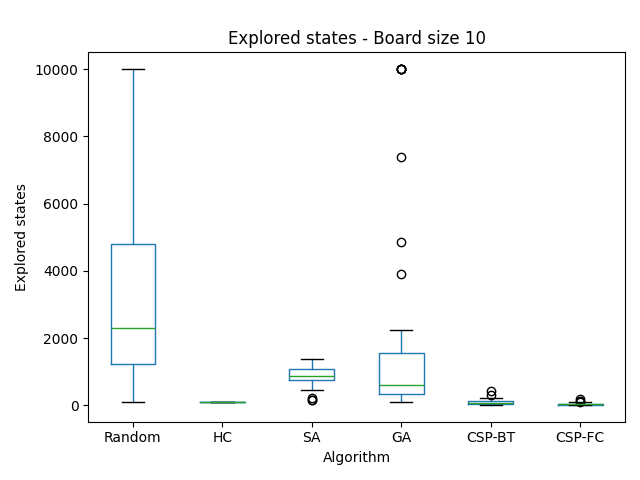 Explored states - Board size 10
10000
8000
6000
4000
2000
0
Explored states
Random HC SA GA CSP-BT CSP-FC
Algorithm